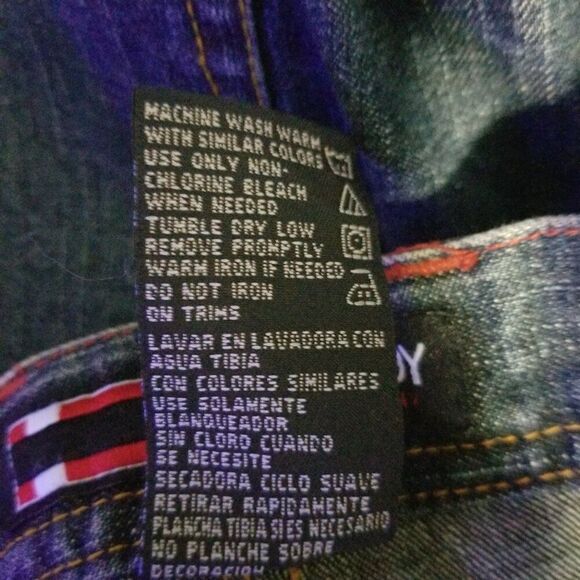 MACHINE WASH WARM
WITH SIMILAR COLORS
USE ONLY NON-
CHLORINE BLEACH
WHEN NEEDED
TUMBLE DRY LOW
REMOVE PROMPTLY
WARM IRON IF NEEDED
DO NOT IRON
ON TRIMS
LAVAR EN LAVADORA CON
AGUA TIBIA
CON COLORES SIMILARES
USE SOLAMENTE
BLANQUEADOR
SIN CLORO CUANDO
SE NECESITE
SECADORA CICLO SUAVE
RETIRAR RAPIDAMENTE
PLANCHA TIBIA SI ES NECESARIO
NO PLANCHE SOBRE
DECORACION
DY